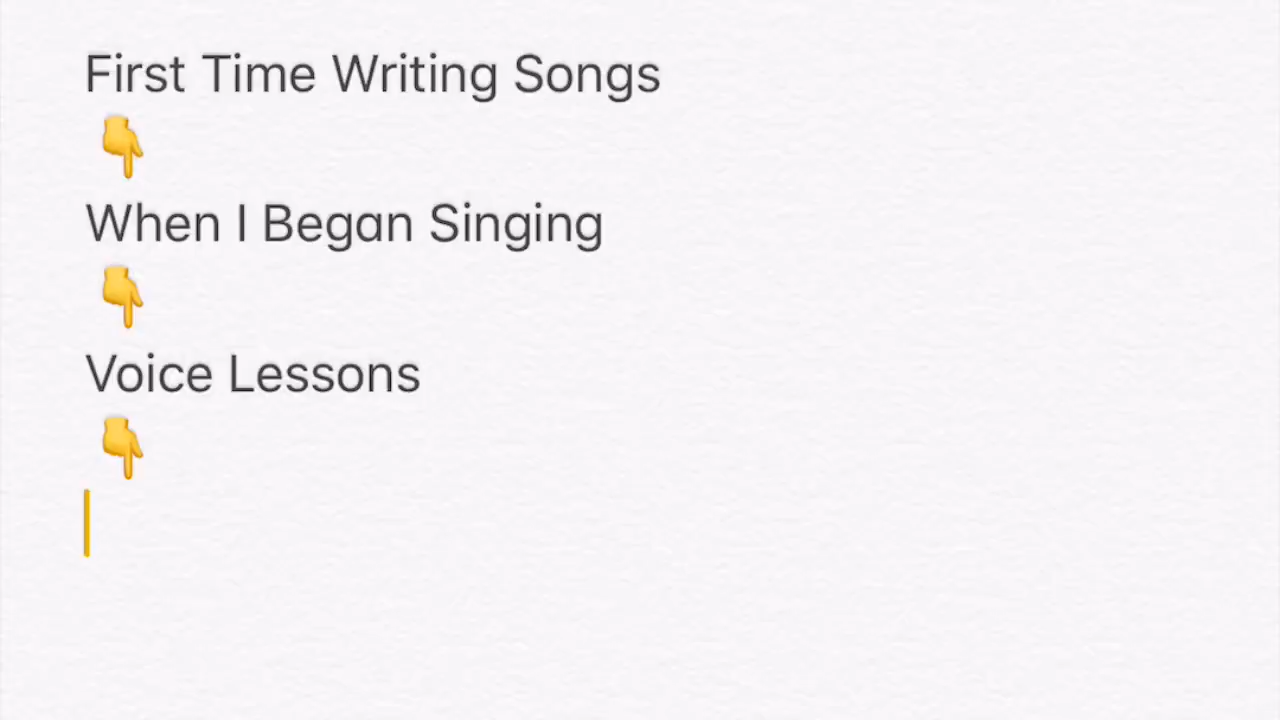 First Time Writing Songs
👇
When I Began Singing
👇
Voice Lessons
👇